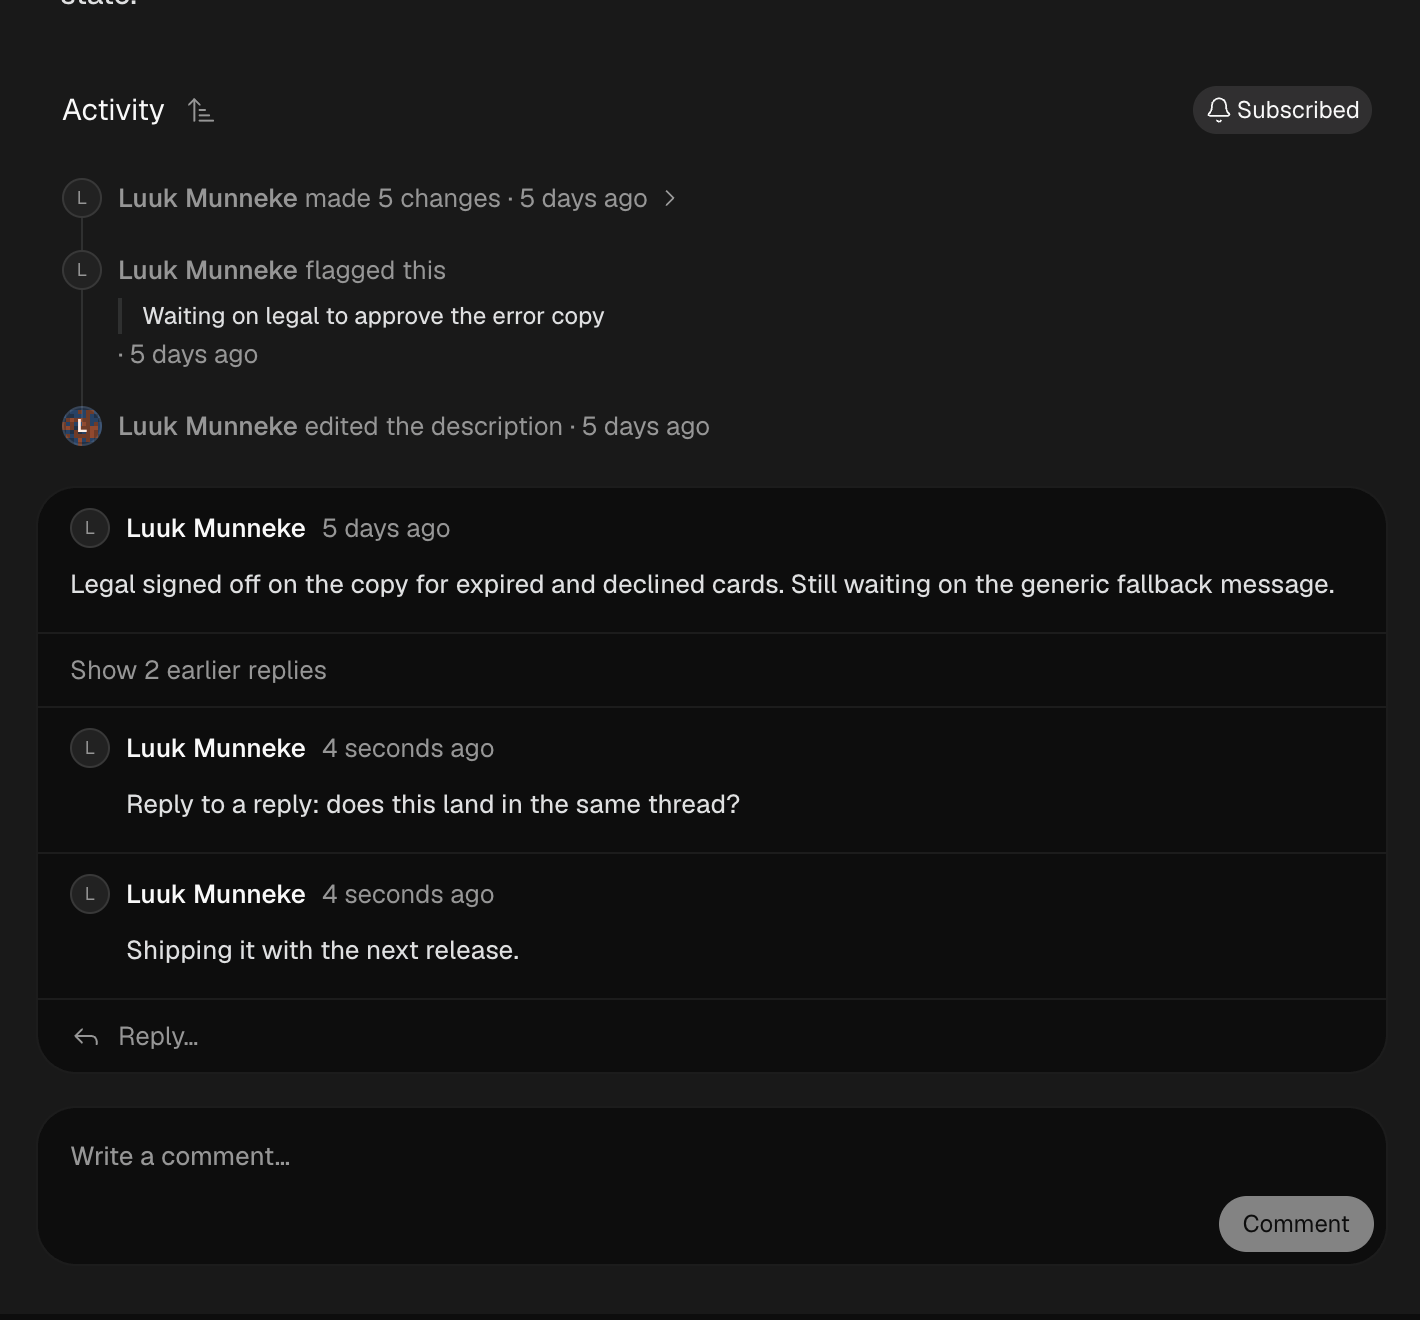 Activity
Subscribed
L
Luuk Munneke made 5 changes · 5 days ago
L
Luuk Munneke flagged this
Waiting on legal to approve the error copy
· 5 days ago
L
Luuk Munneke edited the description · 5 days ago
L
Luuk Munneke 5 days ago
Legal signed off on the copy for expired and declined cards. Still waiting on the generic fallback message.
Show 2 earlier replies
L
Luuk Munneke 4 seconds ago
Reply to a reply: does this land in the same thread?
L
Luuk Munneke 4 seconds ago
Shipping it with the next release.
Reply…
Write a comment…
Comment